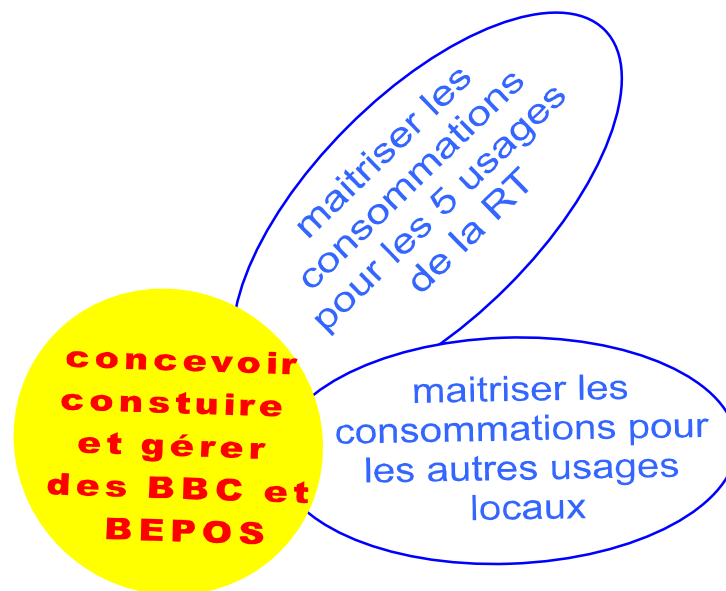 maitriser les
consommations
pour les 5 usages
de la RT
concevoir
constuire
et gérer
des BBC et
BEPOS
maitriser les
consommations pour
les autres usages
locaux